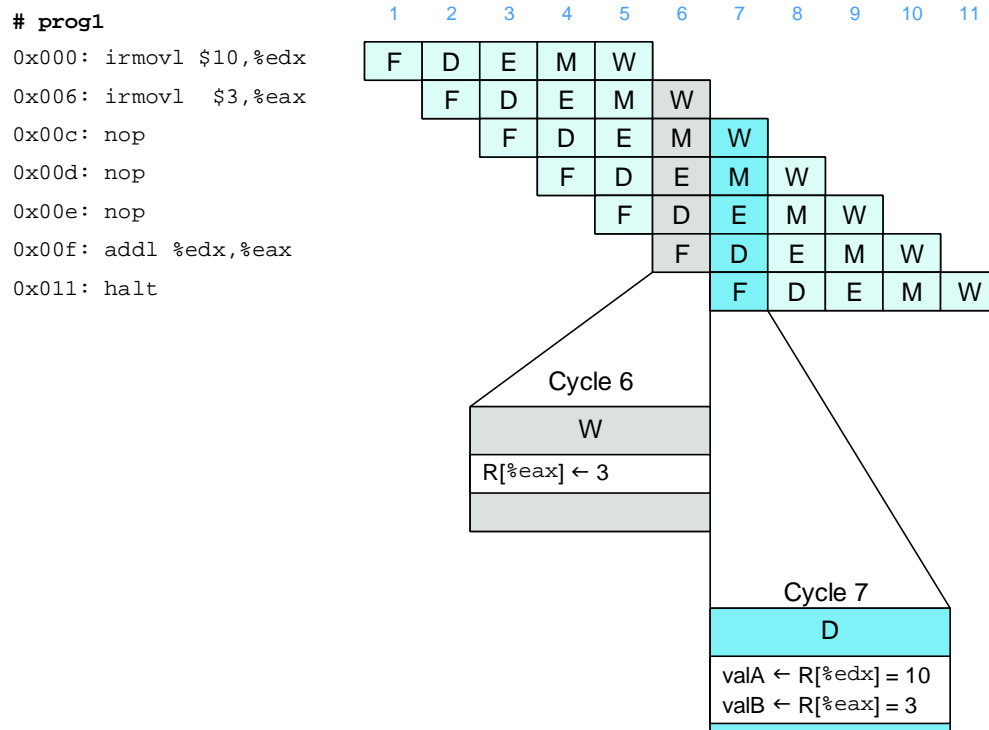 # prog1 1 2 3 4 5 6 7 8 9 10 11
0x000: irmovl $10,%edx F D E M W
0x006: irmovl  $3,%eax F D E M W
0x00c: nop F D E M W
0x00d: nop F D E M W
0x00e: nop F D E M W
0x00f: addl %edx,%eax F D E M W
0x011: halt F D E M W
Cycle 6
W
R[%eax] ← 3
Cycle 7
D
valA ← R[%edx] = 10
valB ← R[%eax] = 3